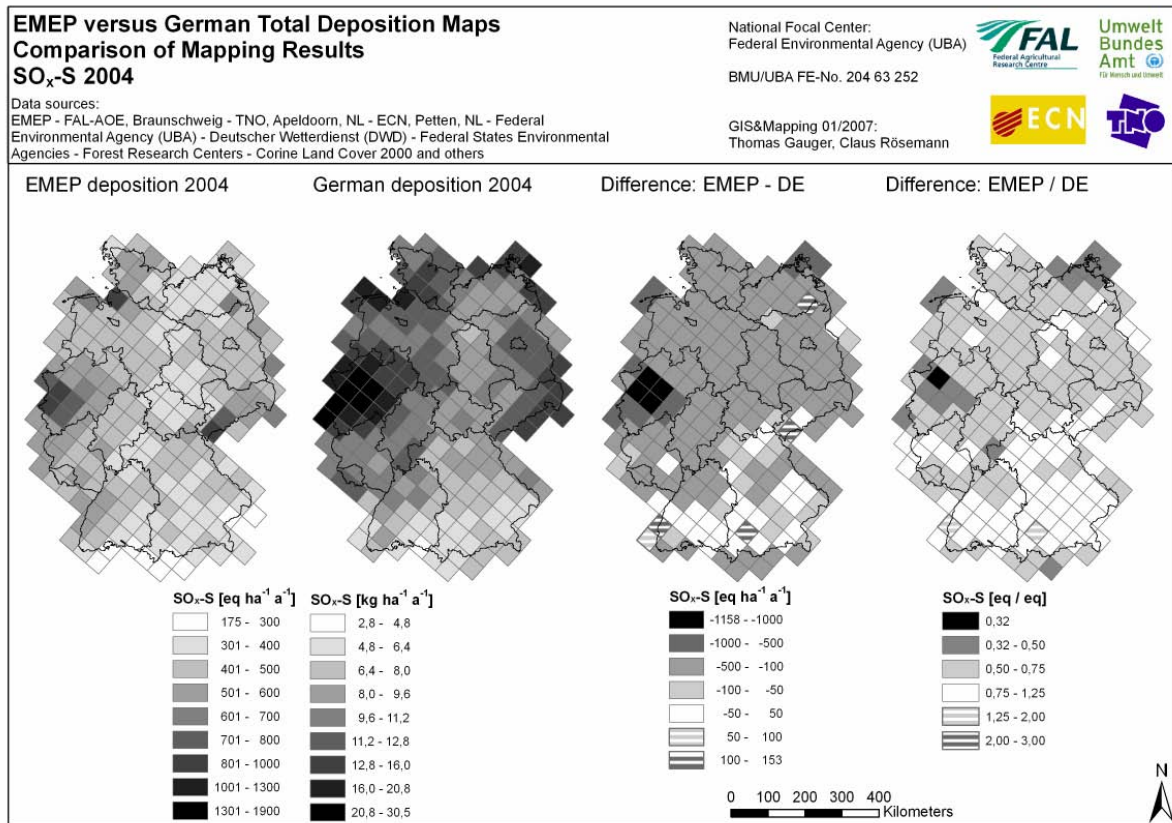 EMEP versus German Total Deposition Maps
Comparison of Mapping Results
SOₓ-S 2004
Data sources:
EMEP - FAL-AOE, Braunschweig - TNO, Apeldoorn, NL - ECN, Petten, NL - Federal
Environmental Agency (UBA) - Deutscher Wetterdienst (DWD) - Federal States Environmental
Agencies - Forest Research Centers - Corine Land Cover 2000 and others
National Focal Center:
Federal Environmental Agency (UBA)
BMU/UBA FE-No. 204 63 252
GIS&Mapping 01/2007:
Thomas Gauger, Claus Rösemann
FAL
Federal Agricultural
Research Centre
Umwelt
Bundes
Amt
Für Mensch und Umwelt
ECN
TNO
EMEP deposition 2004
German deposition 2004
Difference: EMEP - DE
Difference: EMEP / DE
SOₓ-S [eq ha⁻¹ a⁻¹]
175 - 300
301 - 400
401 - 500
501 - 600
601 - 700
701 - 800
801 - 1000
1001 - 1300
1301 - 1900
SOₓ-S [kg ha⁻¹ a⁻¹]
2,8 - 4,8
4,8 - 6,4
6,4 - 8,0
8,0 - 9,6
9,6 - 11,2
11,2 - 12,8
12,8 - 16,0
16,0 - 20,8
20,8 - 30,5
SOₓ-S [eq ha⁻¹ a⁻¹]
-1158 - -1000
-1000 - -500
-500 - -100
-100 - -50
-50 - 50
50 - 100
100 - 153
SOₓ-S [eq / eq]
0,32
0,32 - 0,50
0,50 - 0,75
0,75 - 1,25
1,25 - 2,00
2,00 - 3,00
0 100 200 300 400
Kilometers
N